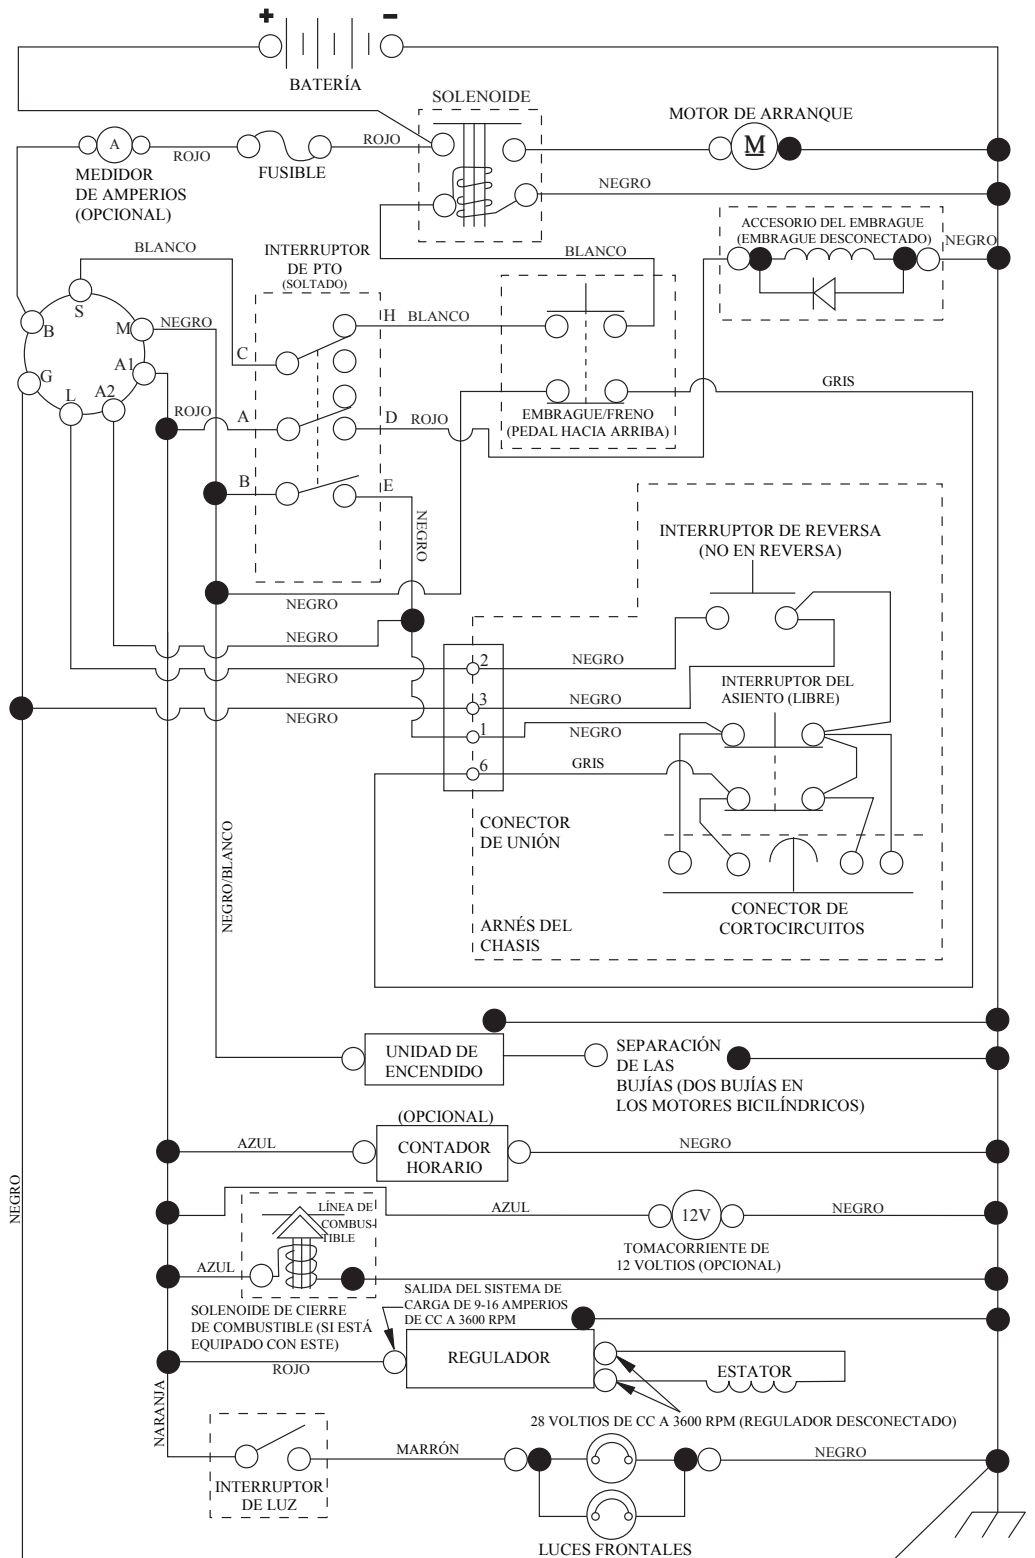 +
−
BATERÍA
SOLENOIDE
MOTOR DE ARRANQUE
A
ROJO
FUSIBLE
ROJO
M
MEDIDOR
DE AMPERIOS
(OPCIONAL)
NEGRO
BLANCO
INTERRUPTOR
DE PTO
(SOLTADO)
BLANCO
ACCESORIO DEL EMBRAGUE
(EMBRAGUE DESCONECTADO)
NEGRO
S
B
M
NEGRO
H
BLANCO
C
A1
G
L
A2
GRIS
ROJO
A
D
ROJO
EMBRAGUE/FRENO
(PEDAL HACIA ARRIBA)
B
E
NEGRO
INTERRUPTOR DE REVERSA
(NO EN REVERSA)
NEGRO
NEGRO
2
NEGRO
NEGRO
INTERRUPTOR DEL
ASIENTO (LIBRE)
3
NEGRO
NEGRO
1
NEGRO
6
GRIS
CONECTOR
DE UNIÓN
NEGRO/BLANCO
ARNÉS DEL
CHASIS
CONECTOR DE
CORTOCIRCUITOS
UNIDAD DE
ENCENDIDO
SEPARACIÓN
DE LAS
BUJÍAS (DOS BUJÍAS EN
LOS MOTORES BICILÍNDRICOS)
(OPCIONAL)
AZUL
CONTADOR
HORARIO
NEGRO
NEGRO
LÍNEA DE
COMBUS-
TIBLE
AZUL
12V
NEGRO
TOMACORRIENTE DE
12 VOLTIOS (OPCIONAL)
AZUL
SOLENOIDE DE CIERRE
DE COMBUSTIBLE (SI ESTÁ
EQUIPADO CON ESTE)
SALIDA DEL SISTEMA DE
CARGA DE 9-16 AMPERIOS
DE CC A 3600 RPM
ROJO
REGULADOR
ESTATOR
28 VOLTIOS DE CC A 3600 RPM (REGULADOR DESCONECTADO)
NARANJA
MARRÓN
NEGRO
INTERRUPTOR
DE LUZ
LUCES FRONTALES